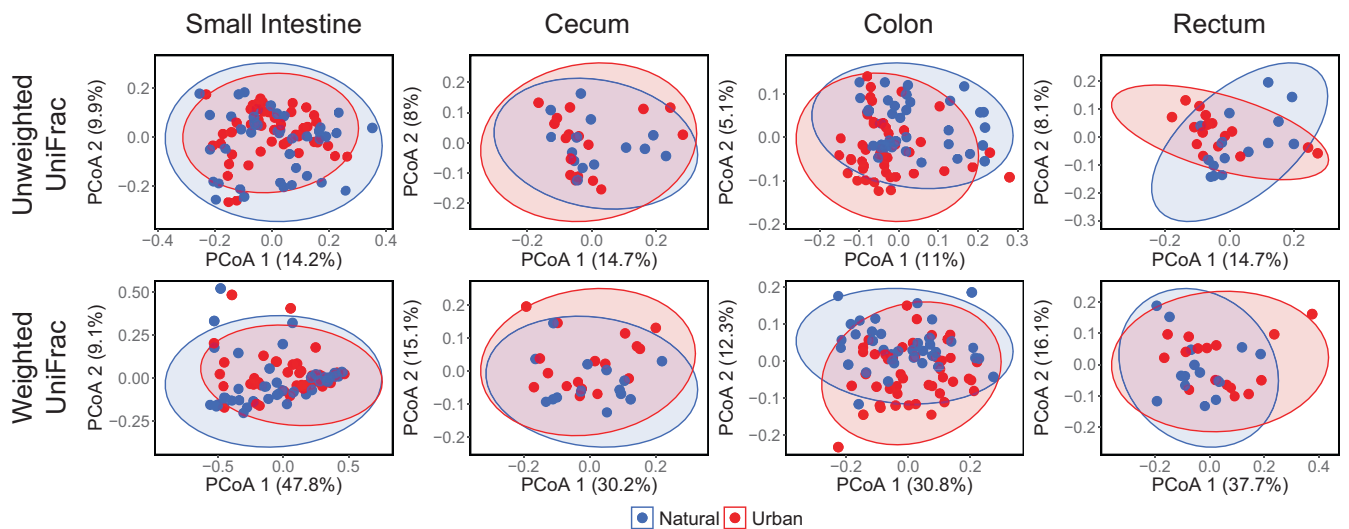 Small Intestine
Cecum
Colon
Rectum
Unweighted
UniFrac
PCoA 2 (9.9%)
0.2
0.0
−0.2
−0.4
−0.2
0.0
0.2
0.4
PCoA 1 (14.2%)
PCoA 2 (8%)
0.2
0.1
0.0
−0.1
−0.2
0.0
0.2
PCoA 1 (14.7%)
PCoA 2 (5.1%)
0.1
0.0
−0.1
−0.2
−0.2
−0.1
0.0
0.1
0.2
0.3
PCoA 1 (11%)
PCoA 2 (8.1%)
0.2
0.1
0.0
−0.1
−0.2
−0.3
−0.2
0.0
0.2
PCoA 1 (14.7%)
Weighted
UniFrac
PCoA 2 (9.1%)
0.50
0.25
0.00
−0.25
−0.5
0.0
0.5
PCoA 1 (47.8%)
PCoA 2 (15.1%)
0.2
0.1
0.0
−0.1
−0.2
−0.2
0.0
0.2
PCoA 1 (30.2%)
PCoA 2 (12.3%)
0.2
0.1
0.0
−0.1
−0.2
−0.2
0.0
0.2
PCoA 1 (30.8%)
PCoA 2 (16.1%)
0.2
0.1
0.0
−0.1
−0.2
−0.2
0.0
0.2
0.4
PCoA 1 (37.7%)
Natural
Urban